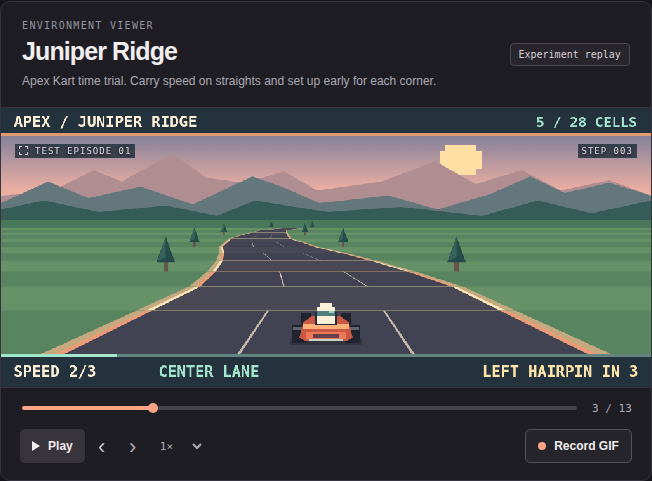 ENVIRONMENT VIEWER
Juniper Ridge
Apex Kart time trial. Carry speed on straights and set up early for each corner.
Experiment replay
APEX / JUNIPER RIDGE
5 / 28 CELLS
TEST EPISODE 01
STEP 003
SPEED 2/3
CENTER LANE
LEFT HAIRPIN IN 3
3 / 13
Play
1×
Record GIF